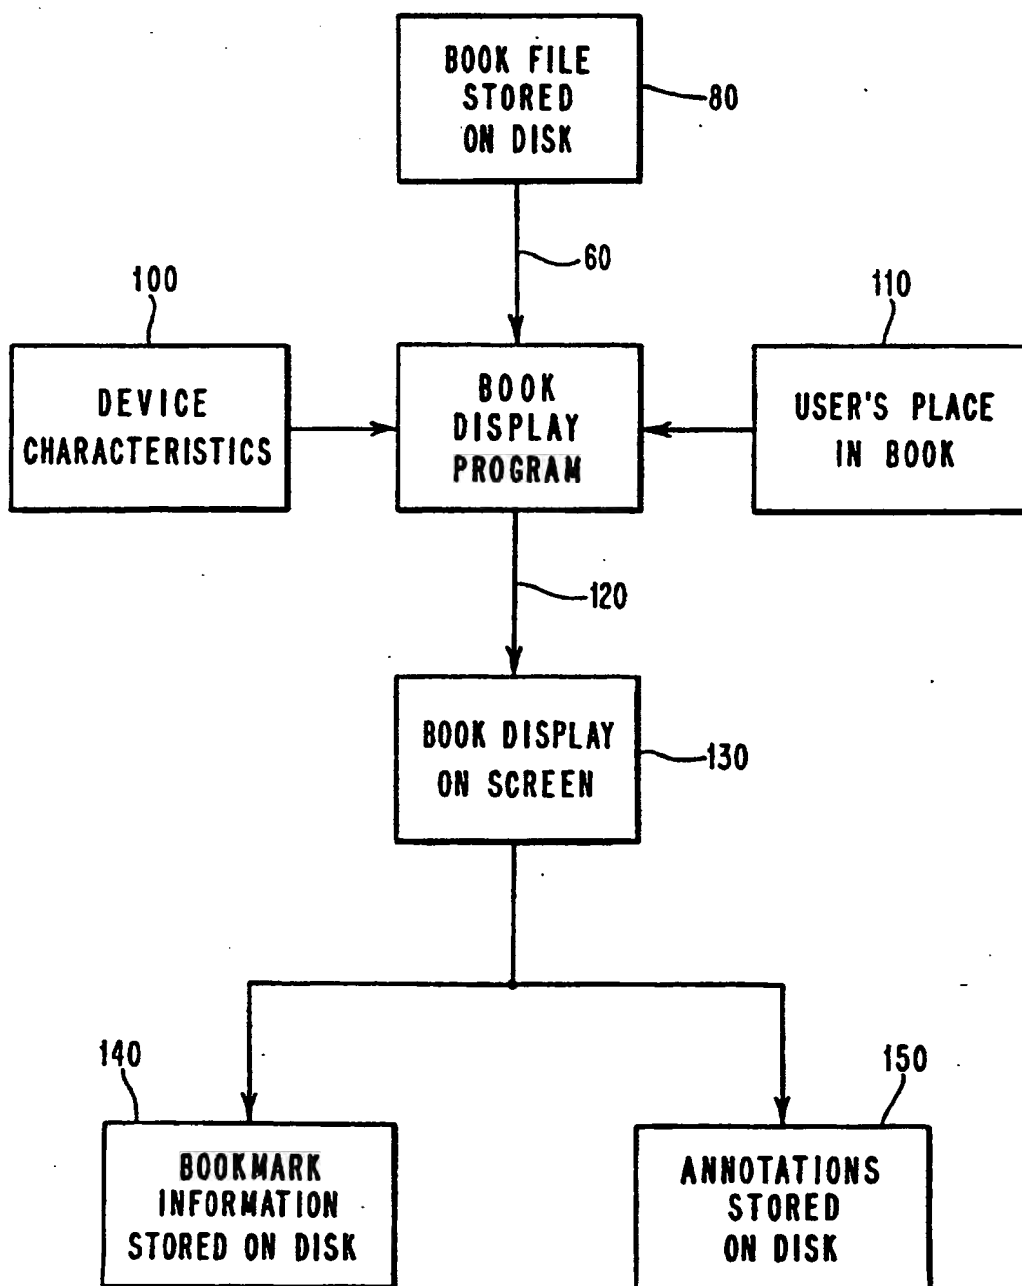 BOOK FILE
STORED
ON DISK
80
60
100
110
DEVICE
CHARACTERISTICS
BOOK
DISPLAY
PROGRAM
USER'S PLACE
IN BOOK
120
BOOK DISPLAY
ON SCREEN
130
140
150
BOOKMARK
INFORMATION
STORED ON DISK
ANNOTATIONS
STORED
ON DISK